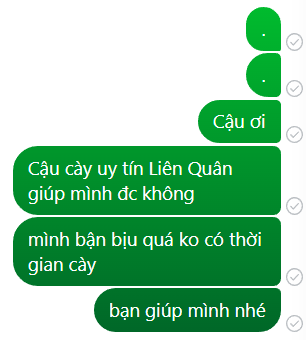 .
.
Cậu ơi
Cậu cày uy tín Liên Quân
giúp mình đc không
mình bận bịu quá ko có thời
gian cày
bạn giúp mình nhé